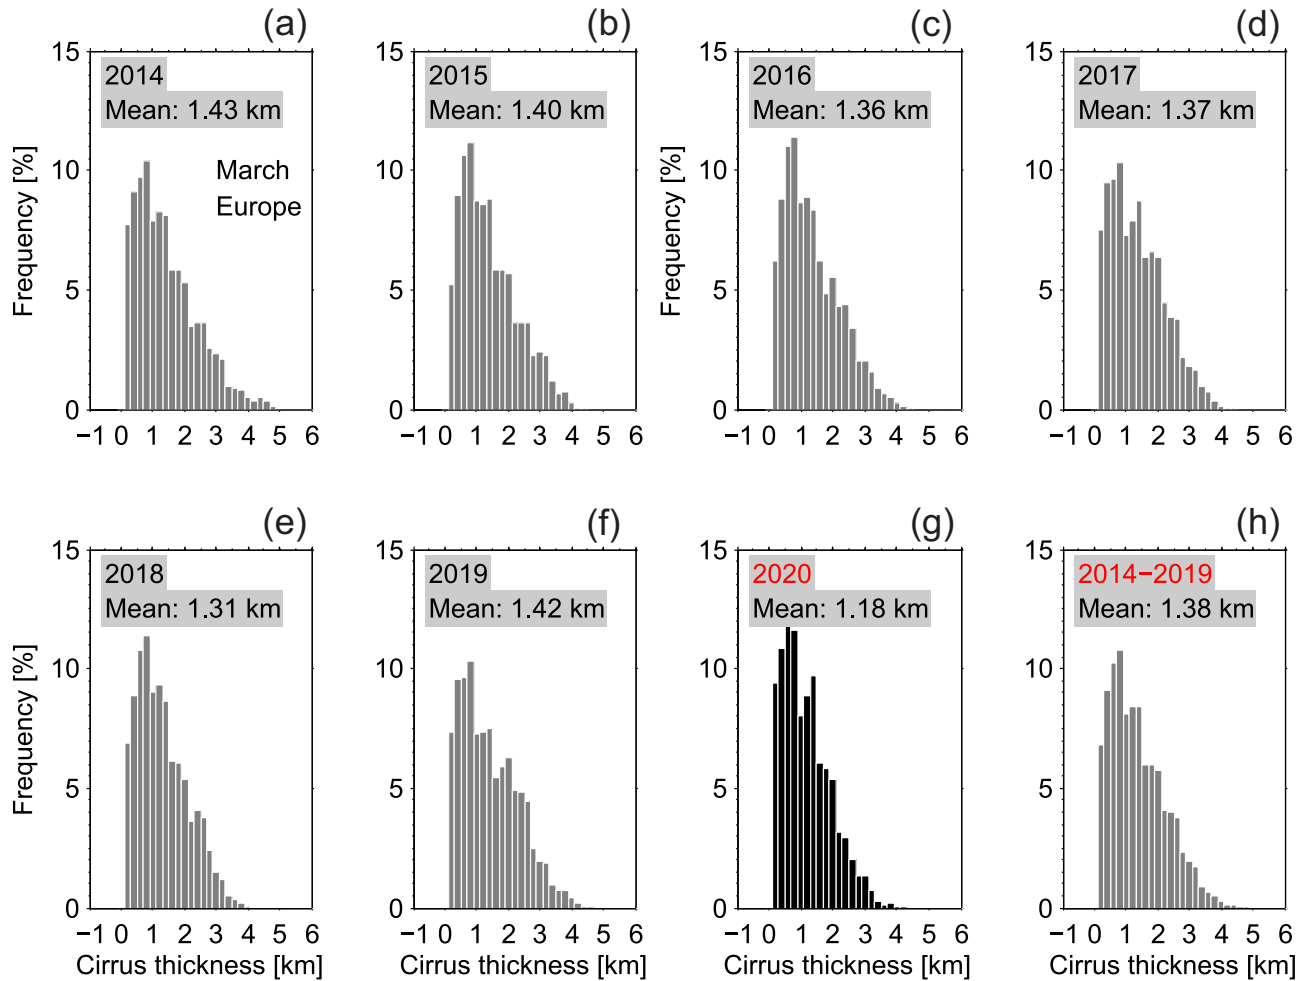 (a) (b) (c) (d)
15 15 15 15
2014 2015 2016 2017
Mean: 1.43 km Mean: 1.40 km Mean: 1.36 km Mean: 1.37 km
March
Europe
10 10 10 10
Frequency [%] Frequency [%]
5 5 5 5
0 0 0 0
−1 0 1 2 3 4 5 6 −1 0 1 2 3 4 5 6 −1 0 1 2 3 4 5 6 −1 0 1 2 3 4 5 6
(e) (f) (g) (h)
15 15 15 15
2018 2019 2020 2014−2019
Mean: 1.31 km Mean: 1.42 km Mean: 1.18 km Mean: 1.38 km
10 10 10 10
Frequency [%]
5 5 5 5
0 0 0 0
−1 0 1 2 3 4 5 6 −1 0 1 2 3 4 5 6 −1 0 1 2 3 4 5 6 −1 0 1 2 3 4 5 6
Cirrus thickness [km] Cirrus thickness [km] Cirrus thickness [km] Cirrus thickness [km]